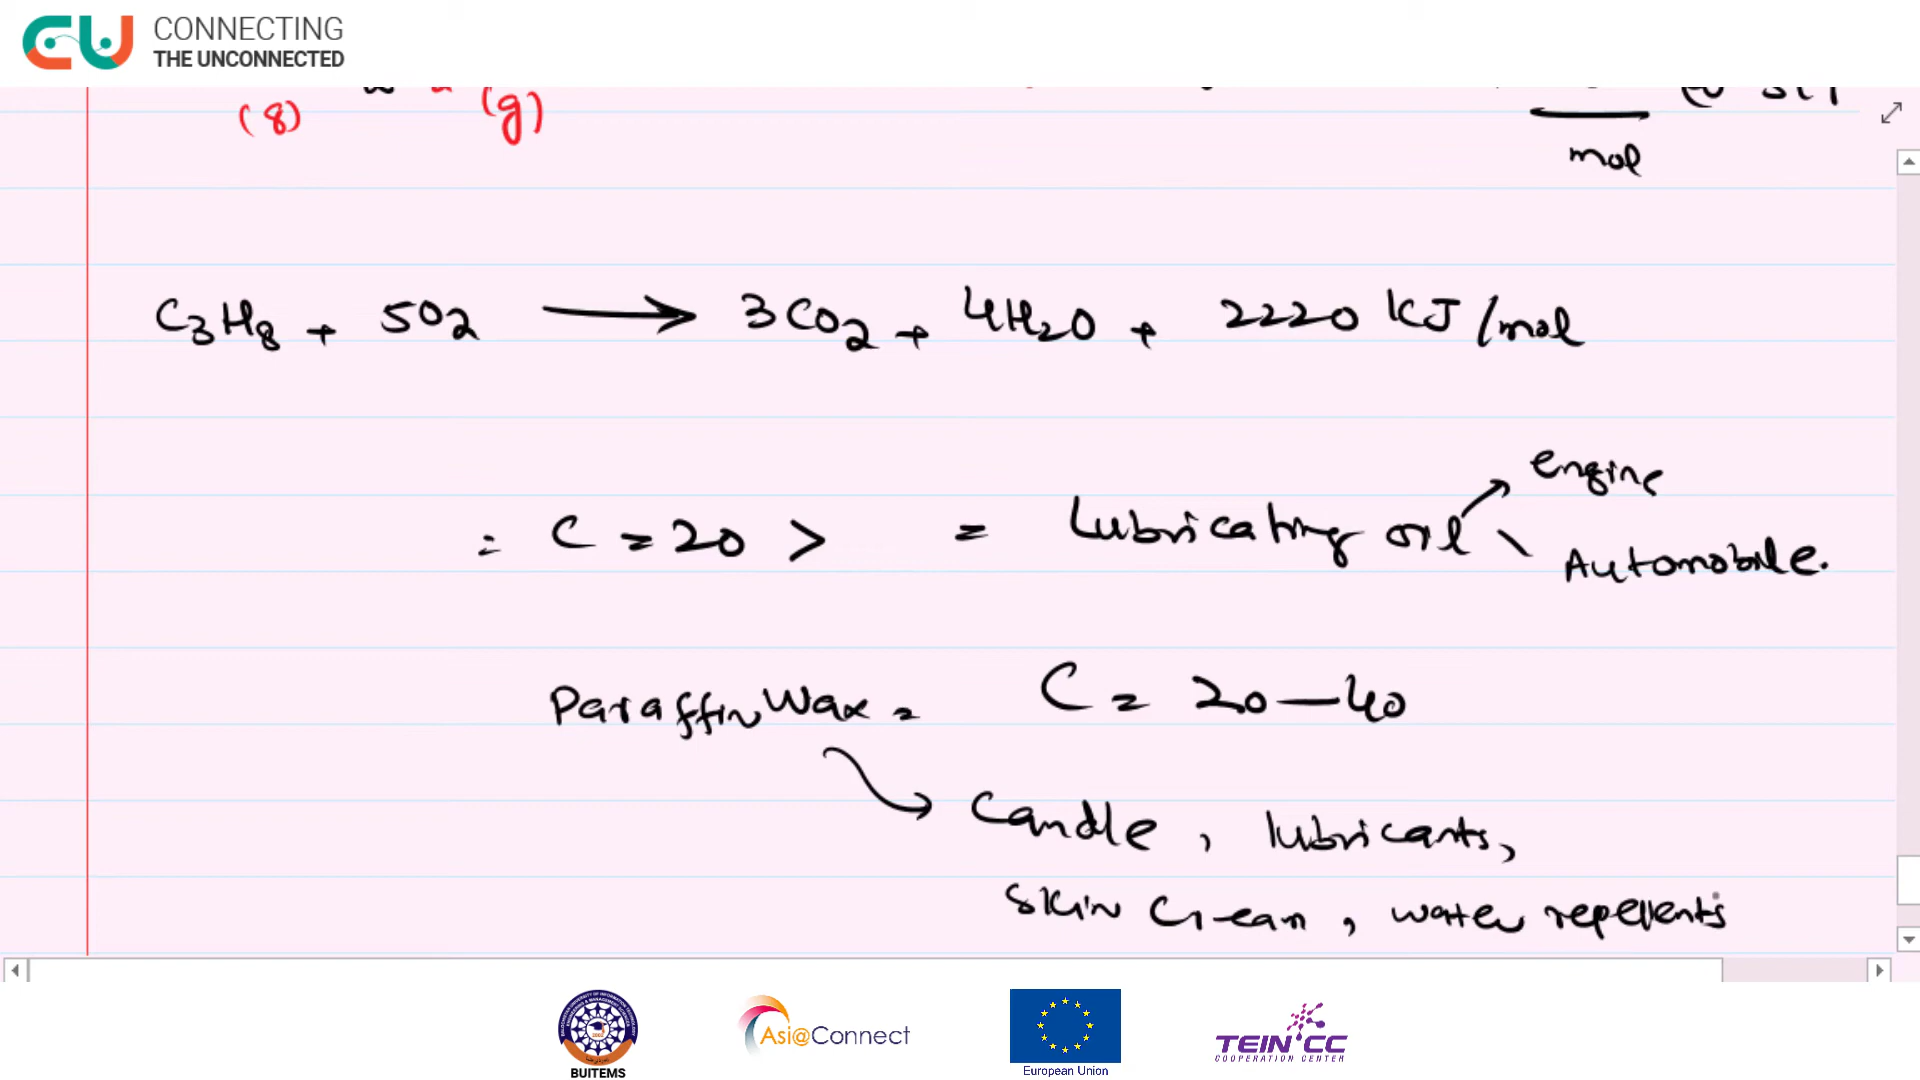 CONNECTING
THE UNCONNECTED
(g) (g)
mol
C3H8 + 5O2 → 3CO2 + 4H2O + 2220 KJ/mol
engine
= C = 20 > = Lubricating oil
Automobile.
Paraffin Wax = C = 20 – 40
Candle, lubricants,
Skin Cream, water repellents
Asi@Connect
TEIN*CC
COOPERATION CENTER
BUITEMS
European Union